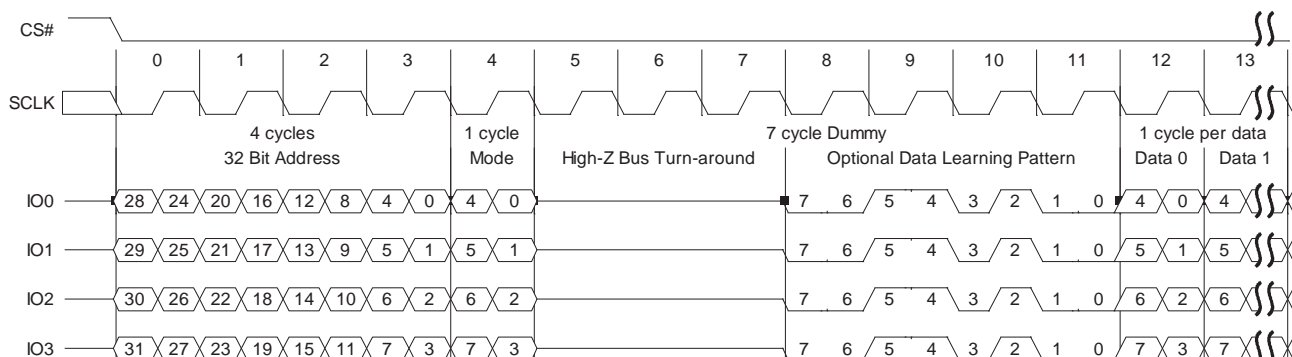 CS#
0 1 2 3 4 5 6 7 8 9 10 11 12 13
SCLK
4 cycles 1 cycle 7 cycle Dummy 1 cycle per data
32 Bit Address Mode High-Z Bus Turn-around Optional Data Learning Pattern Data 0 Data 1
IO0 28 24 20 16 12 8 4 0 4 0 7 6 5 4 3 2 1 0 4 0 4
IO1 29 25 21 17 13 9 5 1 5 1 7 6 5 4 3 2 1 0 5 1 5
IO2 30 26 22 18 14 10 6 2 6 2 7 6 5 4 3 2 1 0 6 2 6
IO3 31 27 23 19 15 11 7 3 7 3 7 6 5 4 3 2 1 0 7 3 7